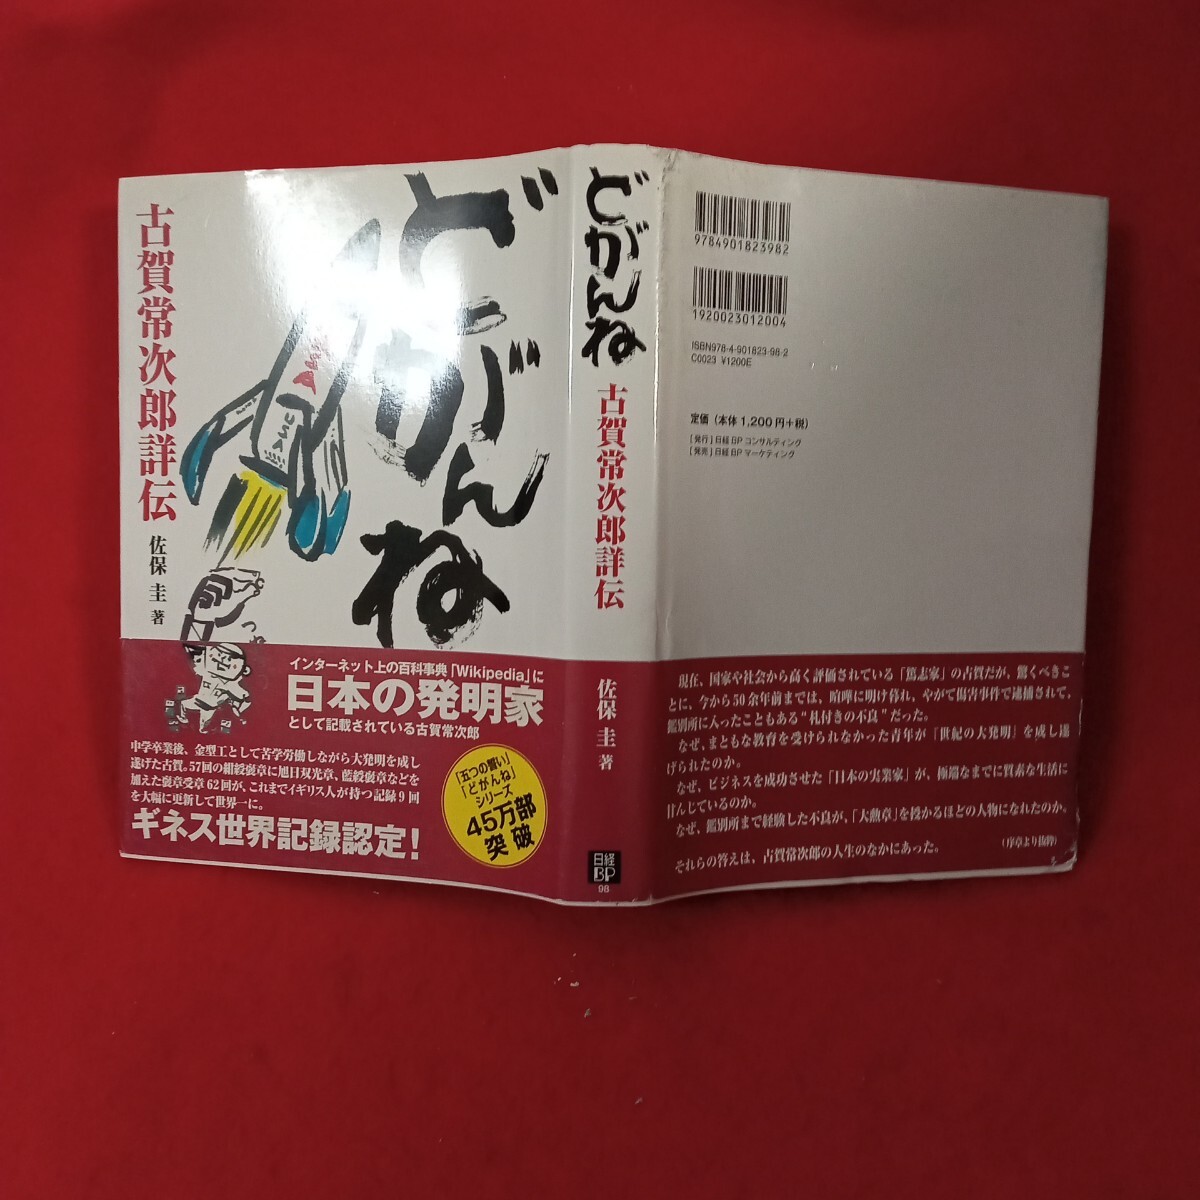 どがんね
古賀常次郎詳伝
佐保 圭 著
USA
インターネット上の百科事典「Wikipedia」に
日本の発明家
として記載されている古賀常次郎
中学卒業後、金型工として苦学労働しながら大発明を成し
遂げた古賀。57回の紺綬褒章に旭日双光章、藍綬褒章などを
加えた褒章受章62回が、これまでイギリス人が持つ記録9回
を大幅に更新して世界一に。
ギネス世界記録認定！
「五つの誓い」
「どがんね」
シリーズ
45万部
突破
どがんね
古賀常次郎詳伝
佐保 圭 著
日経
BP
98
9784901823982
1920023012004
ISBN978-4-901823-98-2
C0023 ¥1200E
定価（本体1,200円＋税）
[発行] 日経BPコンサルティング
[発売] 日経BPマーケティング
現在、国家や社会から高く評価されている「篤志家」の古賀だが、驚くべきこ
とに、今から50余年前までは、喧嘩に明け暮れ、やがて傷害事件で逮捕されて、
鑑別所に入ったこともある“札付きの不良”だった。
なぜ、まともな教育を受けられなかった青年が「世紀の大発明」を成し遂
げられたのか。
なぜ、ビジネスを成功させた「日本の実業家」が、極端なまでに質素な生活に
甘んじているのか。
なぜ、鑑別所まで経験した不良が、「大勲章」を授かるほどの人物になれたのか。
それらの答えは、古賀常次郎の人生のなかにあった。
（序章より抜粋）